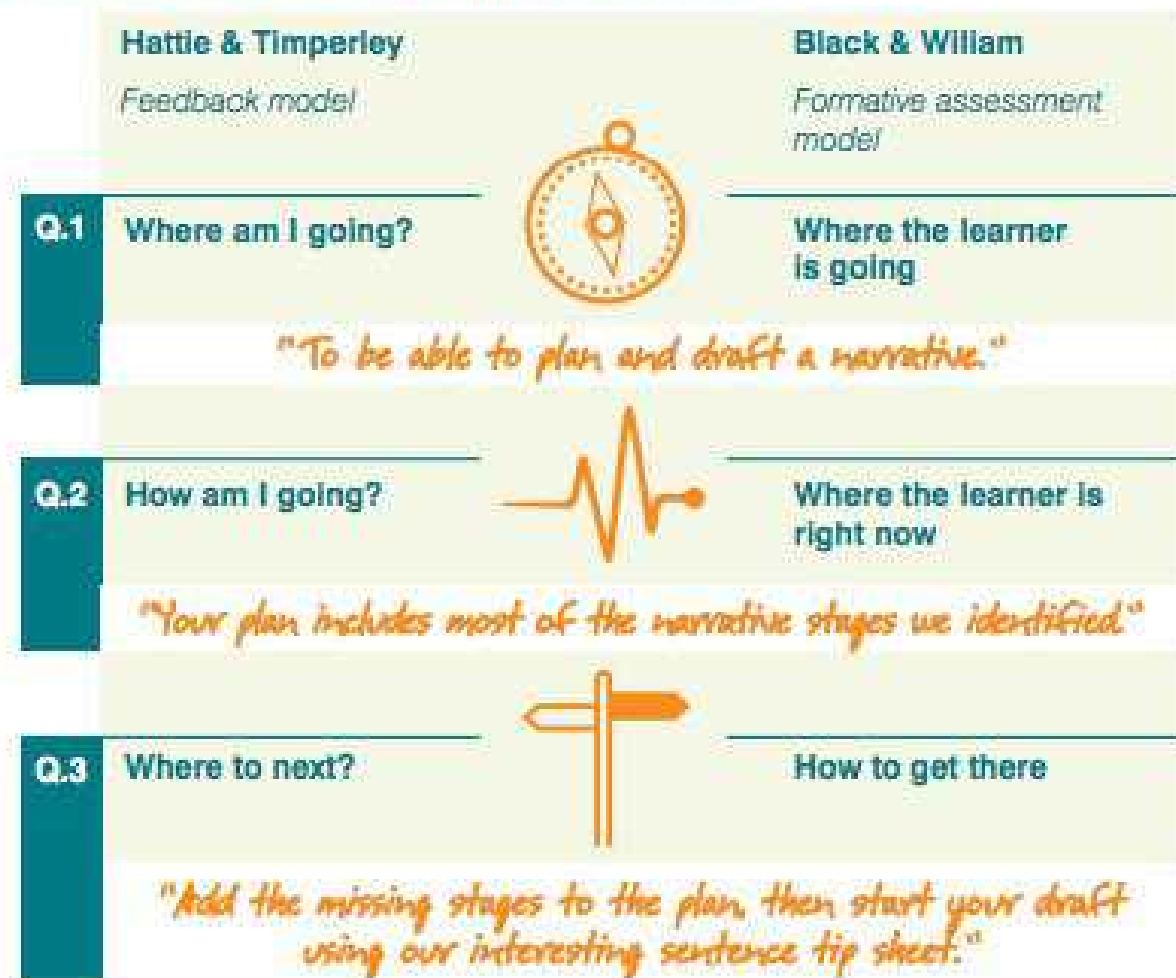 Hattie & Timperley
Feedback model
Black & Wiliam
Formative assessment
model
Q.1
Where am I going?
Where the learner
is going
"To be able to plan and draft a narrative."
Q.2
How am I going?
Where the learner is
right now
"Your plan includes most of the narrative stages we identified."
Q.3
Where to next?
How to get there
"Add the missing stages to the plan, then start your draft
using our interesting sentence tip sheet."